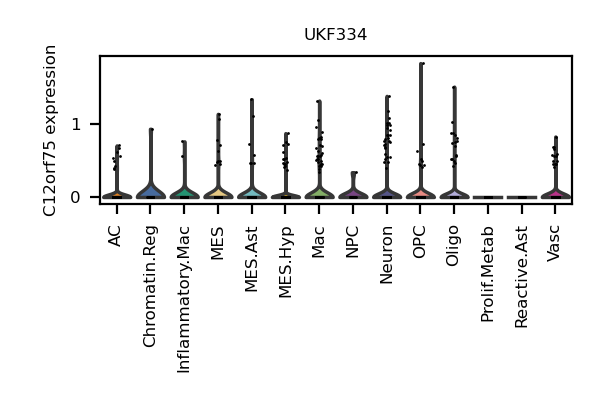 UKF334
C12orf75 expression
1
0
AC
Chromatin.Reg
Inflammatory.Mac
MES
MES.Ast
MES.Hyp
Mac
NPC
Neuron
OPC
Oligo
Prolif.Metab
Reactive.Ast
Vasc